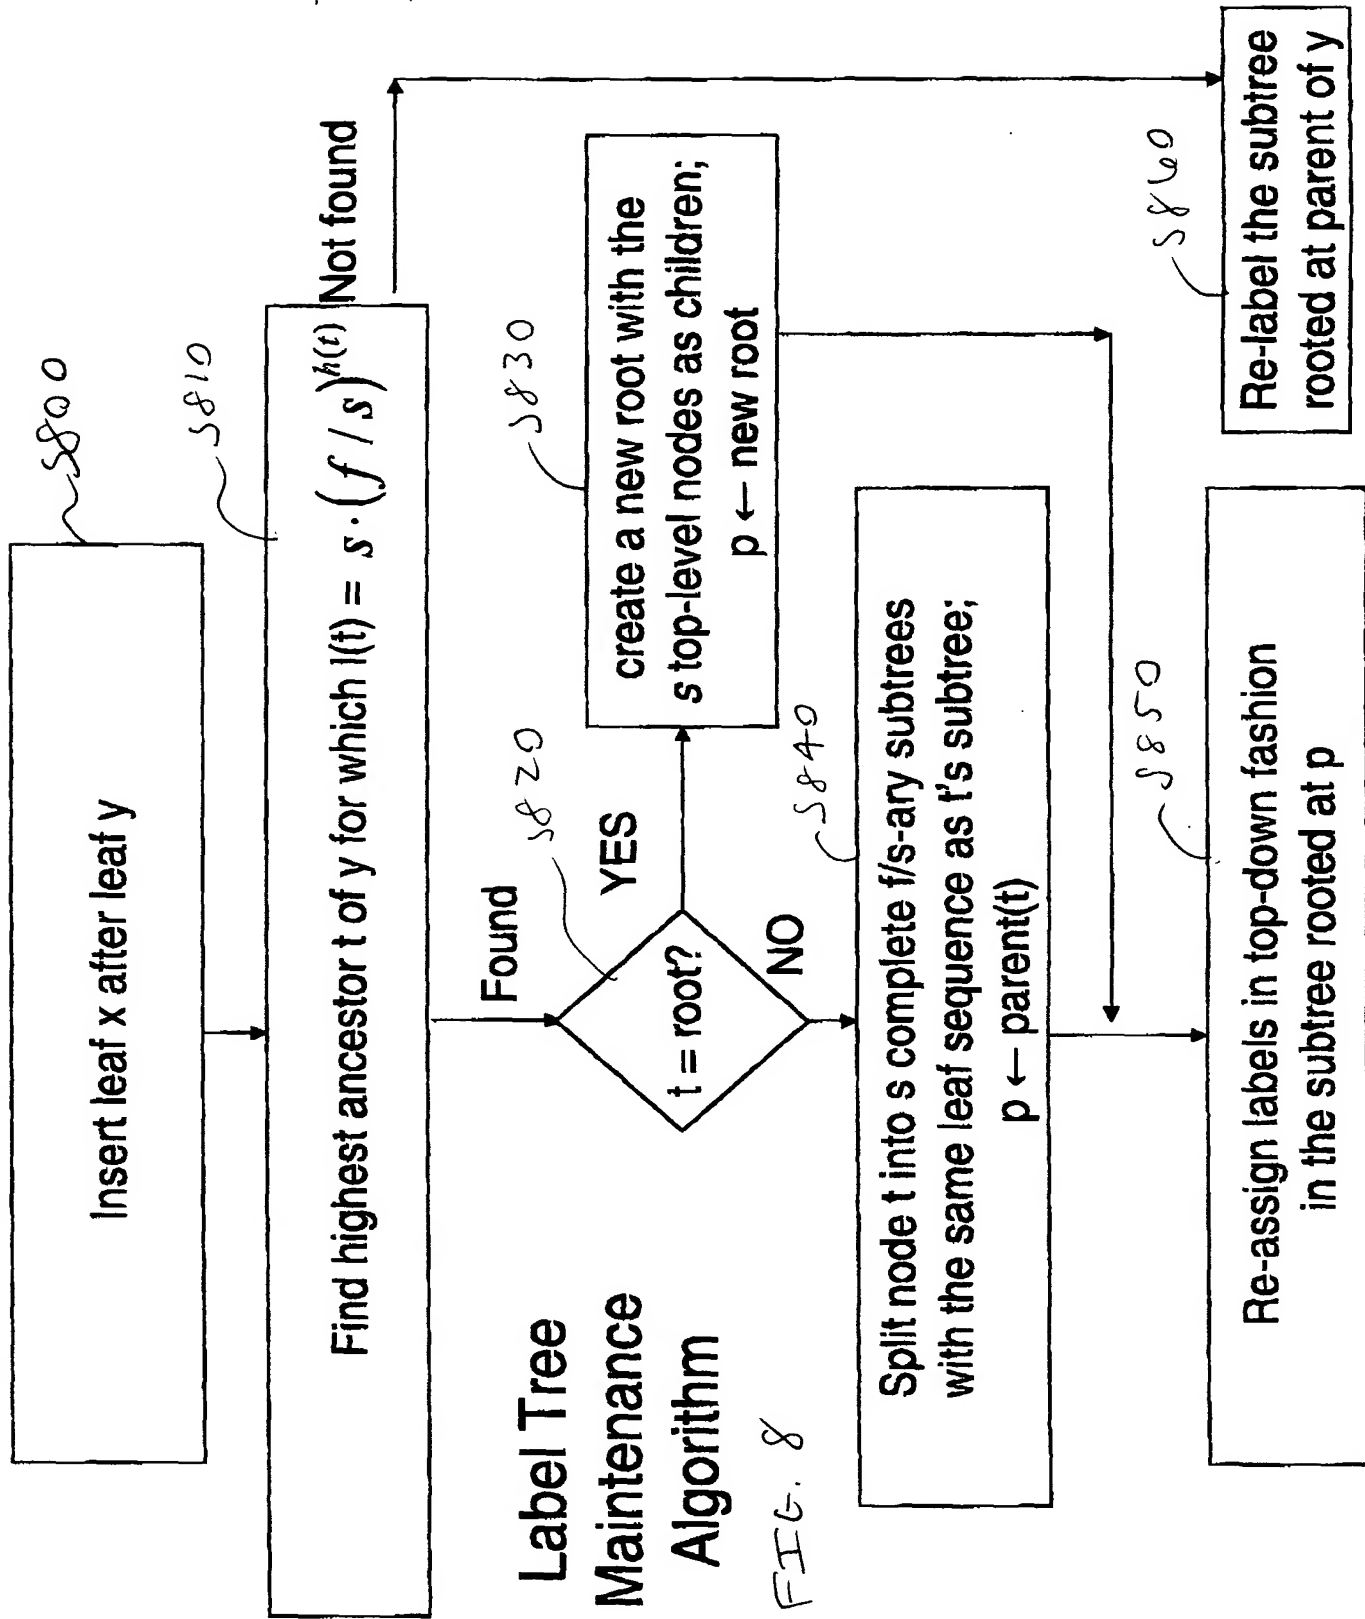 Insert leaf x after leaf y
S800
Find highest ancestor t of y for which l(t) = s · (f / s)^h(t)
S810
Not found
Found
S820
t = root?
YES
NO
create a new root with the
s top-level nodes as children;
p ← new root
S830
Split node t into s complete f/s-ary subtrees
with the same leaf sequence as t's subtree;
p ← parent(t)
S840
Re-assign labels in top-down fashion
in the subtree rooted at p
S850
Re-label the subtree
rooted at parent of y
S860
Label Tree
Maintenance
Algorithm
FIG. 8